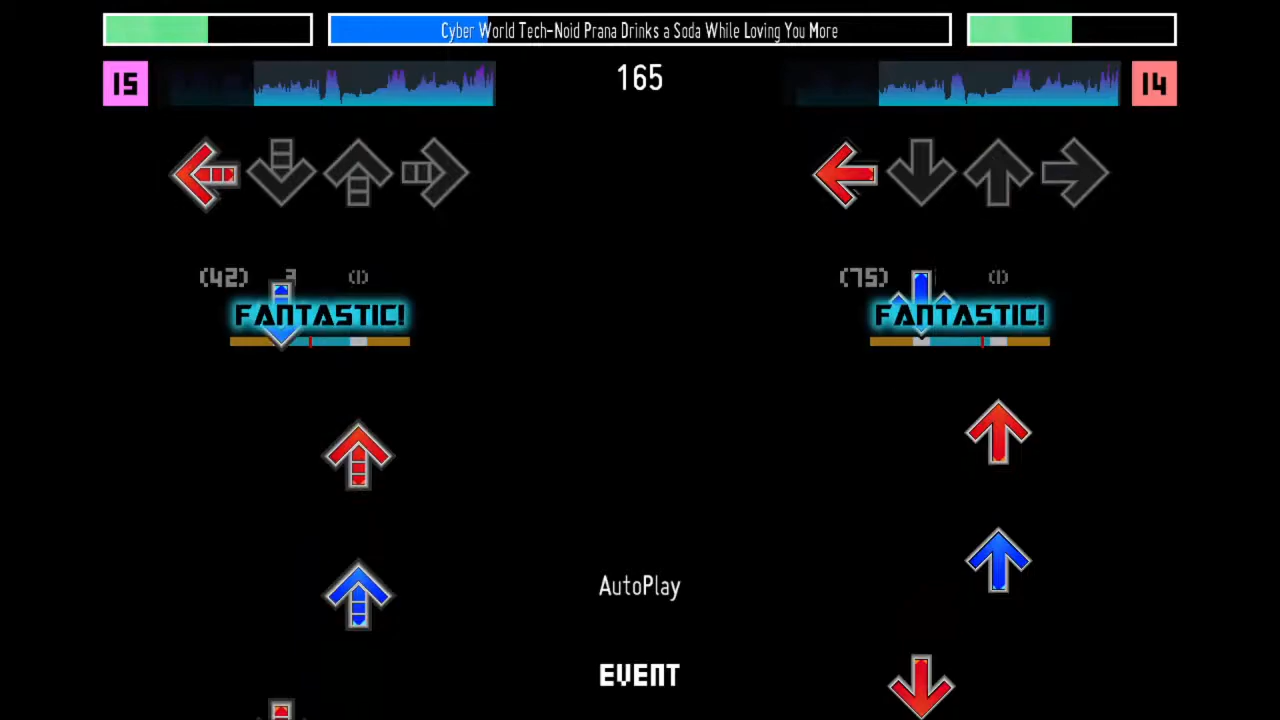 Cyber World Tech-Noid Prana Drinks a Soda While Loving You More
15
165
14
(42) 3 (1)
(75) (1)
FANTASTIC!
FANTASTIC!
AutoPlay
EVENT